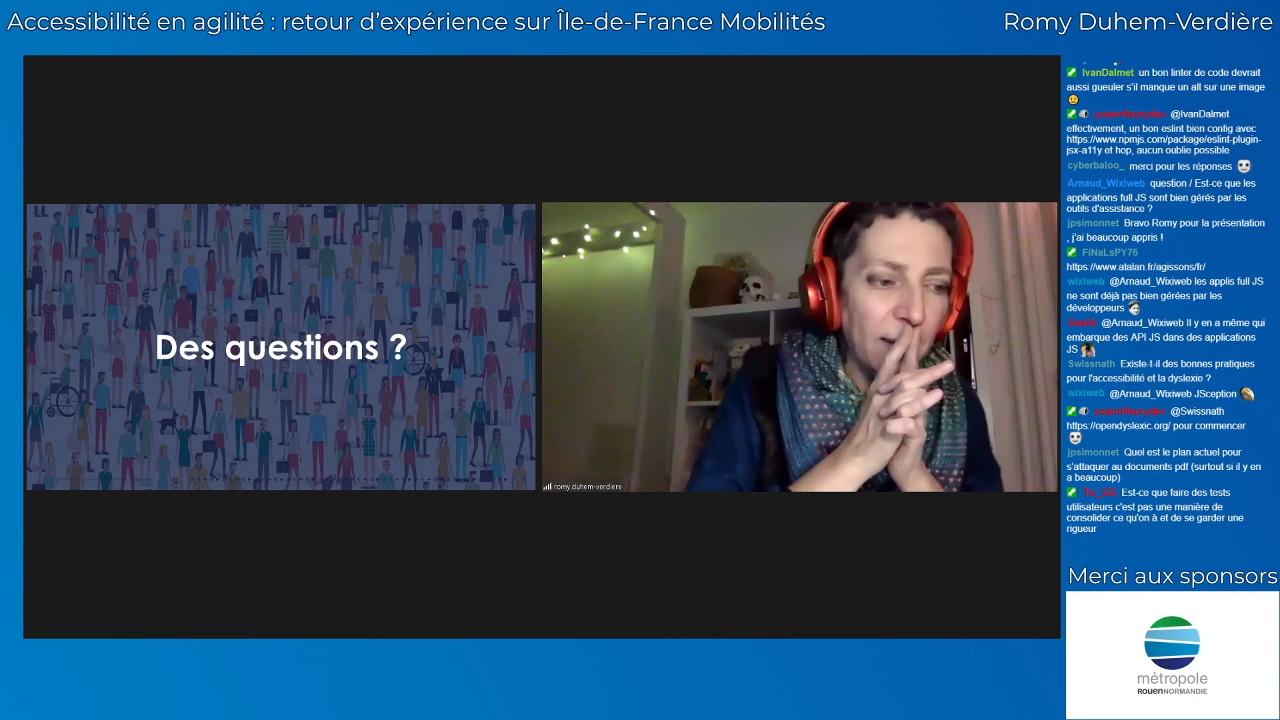 Accessibilité en agilité : retour d’expérience sur Île-de-France Mobilités
Romy Duhem-Verdière
Des questions ?
romy.duhem-verdiere
IvanDalmet un bon linter de code devrait
aussi gueuler s'il manque un alt sur une image
@IvanDalmet
effectivement, un bon eslint bien config avec
https://www.npmjs.com/package/eslint-plugin-
jsx-a11y et hop, aucun oublie possible
cyberbaloo_ merci pour les réponses
Arnaud_Wixiweb question / Est-ce que les
applications full JS sont bien gérés par les
outils d'assistance ?
jpsimonnet Bravo Romy pour la présentation
, j'ai beaucoup appris !
FiNaLsPY76
https://www.atalan.fr/agissons/fr/
wixiweb @Arnaud_Wixiweb les applis full JS
ne sont déjà pas bien gérées par les
développeurs
@Arnaud_Wixiweb Il y en a même qui
embarque des API JS dans des applications
JS
Swissnath Existe-t-il des bonnes pratiques
pour l'accessibilité et la dyslexie ?
wixiweb @Arnaud_Wixiweb JSception
@Swissnath
https://opendyslexic.org/ pour commencer
jpsimonnet Quel est le plan actuel pour
s'attaquer au documents pdf (surtout si il y en
a beaucoup)
Est-ce que faire des tests
utilisateurs c'est pas une manière de
consolider ce qu'on à et de se garder une
rigueur
Merci aux sponsors
métropole
ROUENNORMANDIE